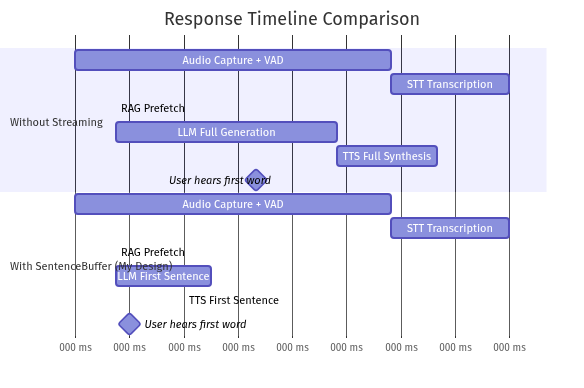 Response Timeline Comparison
Audio Capture + VAD
STT Transcription
RAG Prefetch
Without Streaming
LLM Full Generation
TTS Full Synthesis
User hears first word
Audio Capture + VAD
STT Transcription
RAG Prefetch
With SentenceBuffer (My Design)
LLM First Sentence
TTS First Sentence
User hears first word
000 ms 000 ms 000 ms 000 ms 000 ms 000 ms 000 ms 000 ms 000 ms